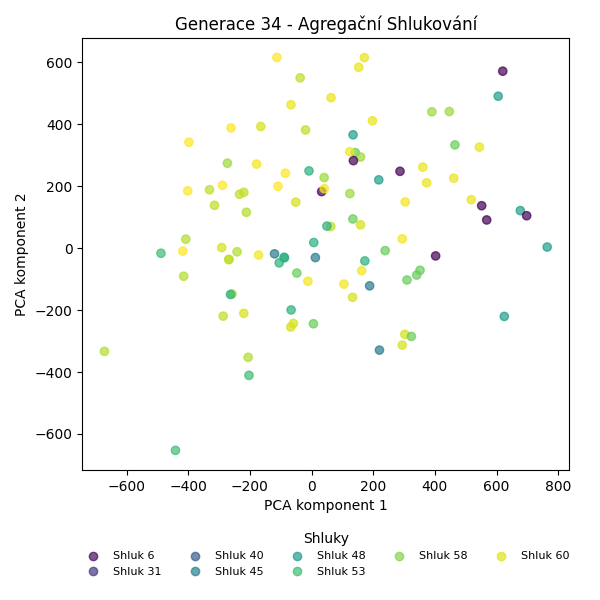 Generace 34 - Agregační Shlukování
600
400
200
0
−200
−400
−600
PCA komponent 2
−600 −400 −200 0 200 400 600 800
PCA komponent 1
Shluky
Shluk 6 Shluk 40 Shluk 48 Shluk 58 Shluk 60
Shluk 31 Shluk 45 Shluk 53